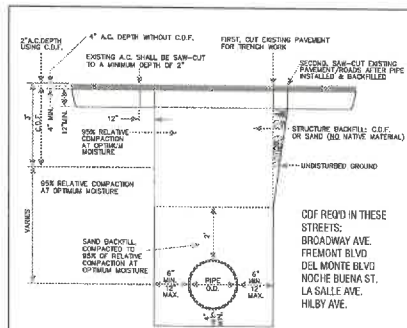 2" A.C. DEPTH
USING C.D.F.
4" A.C. DEPTH WITHOUT C.D.F.
EXISTING A.C. SHALL BE SAW-CUT
TO A MINIMUM DEPTH OF 2"
FIRST, CUT EXISTING PAVEMENT
FOR TRENCH WORK
SECOND, SAW-CUT EXISTING
PAVEMENT/ROADS AFTER PIPE
INSTALLED & BACKFILLED
3'
C.D.F.
12" MIN.
4" MIN.
12"
95% RELATIVE
COMPACTION
AT OPTIMUM
MOISTURE
STRUCTURE BACKFILL: C.D.F.
OR SAND (NO NATIVE MATERIAL)
UNDISTURBED GROUND
95% RELATIVE COMPACTION
AT OPTIMUM MOISTURE
VARIES
SAND BACKFILL
COMPACTED TO
95% OF RELATIVE
COMPACTION AT
OPTIMUM MOISTURE
2'
6"
MIN.
12"
MAX.
PIPE
O.D.
6"
MIN.
12"
MAX.
CDF REQ'D IN THESE
STREETS:
BROADWAY AVE.
FREMONT BLVD
DEL MONTE BLVD
NOCHE BUENA ST.
LA SALLE AVE.
HILBY AVE.